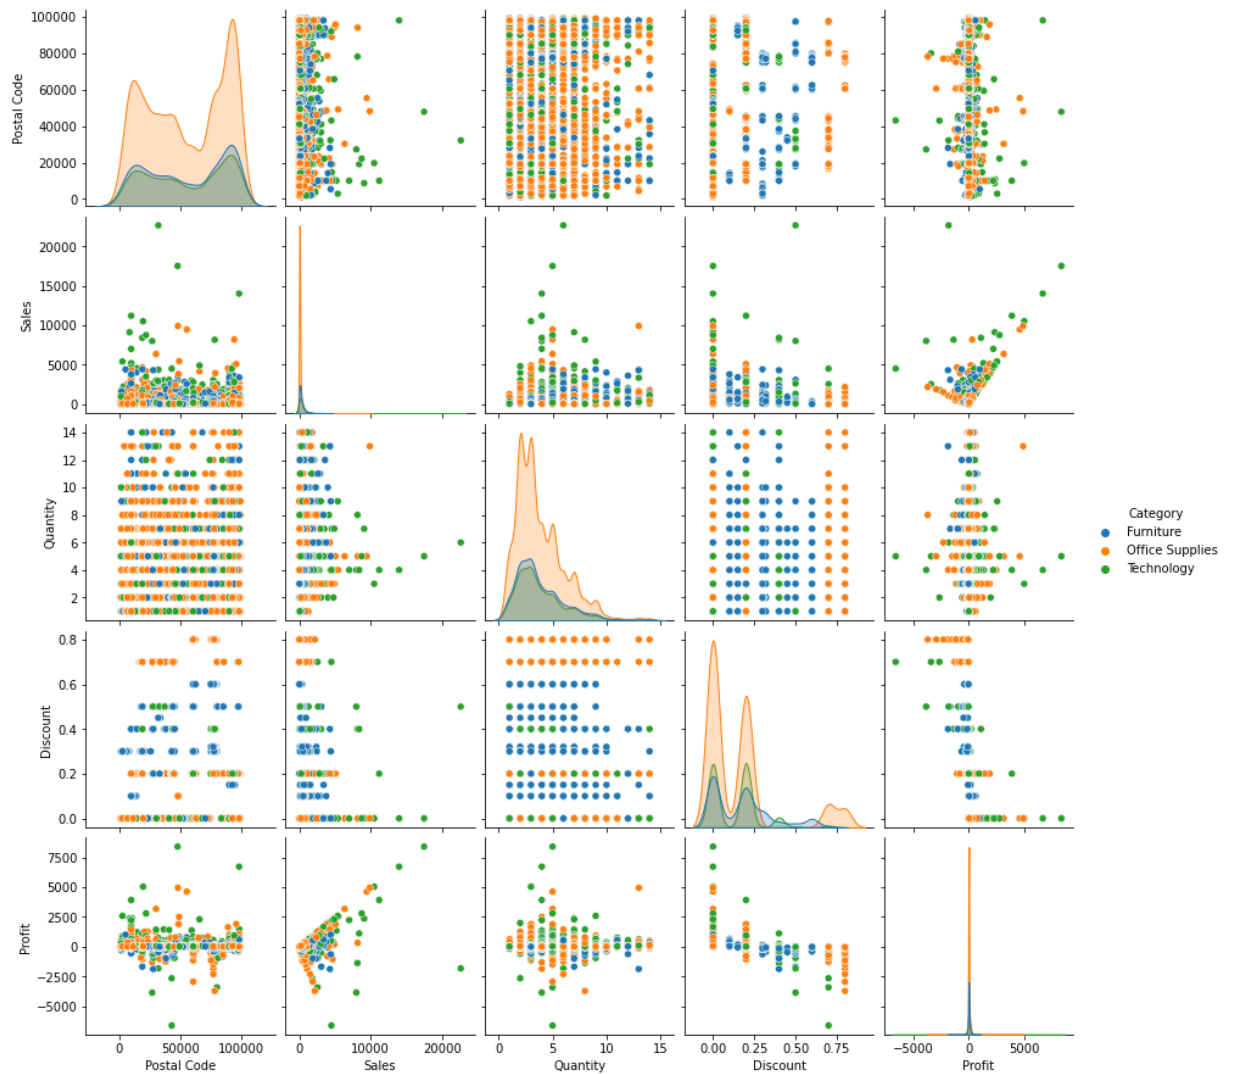 100000
80000
60000
40000
20000
0
Postal Code
20000
15000
10000
5000
0
Sales
14
12
10
8
6
4
2
Quantity
Category
Furniture
Office Supplies
Technology
0.8
0.6
0.4
0.2
0.0
Discount
7500
5000
2500
0
−2500
−5000
Profit
0 50000 100000 0 10000 20000 0 5 10 15 0.00 0.25 0.50 0.75 −5000 0 5000
Postal Code Sales Quantity Discount Profit